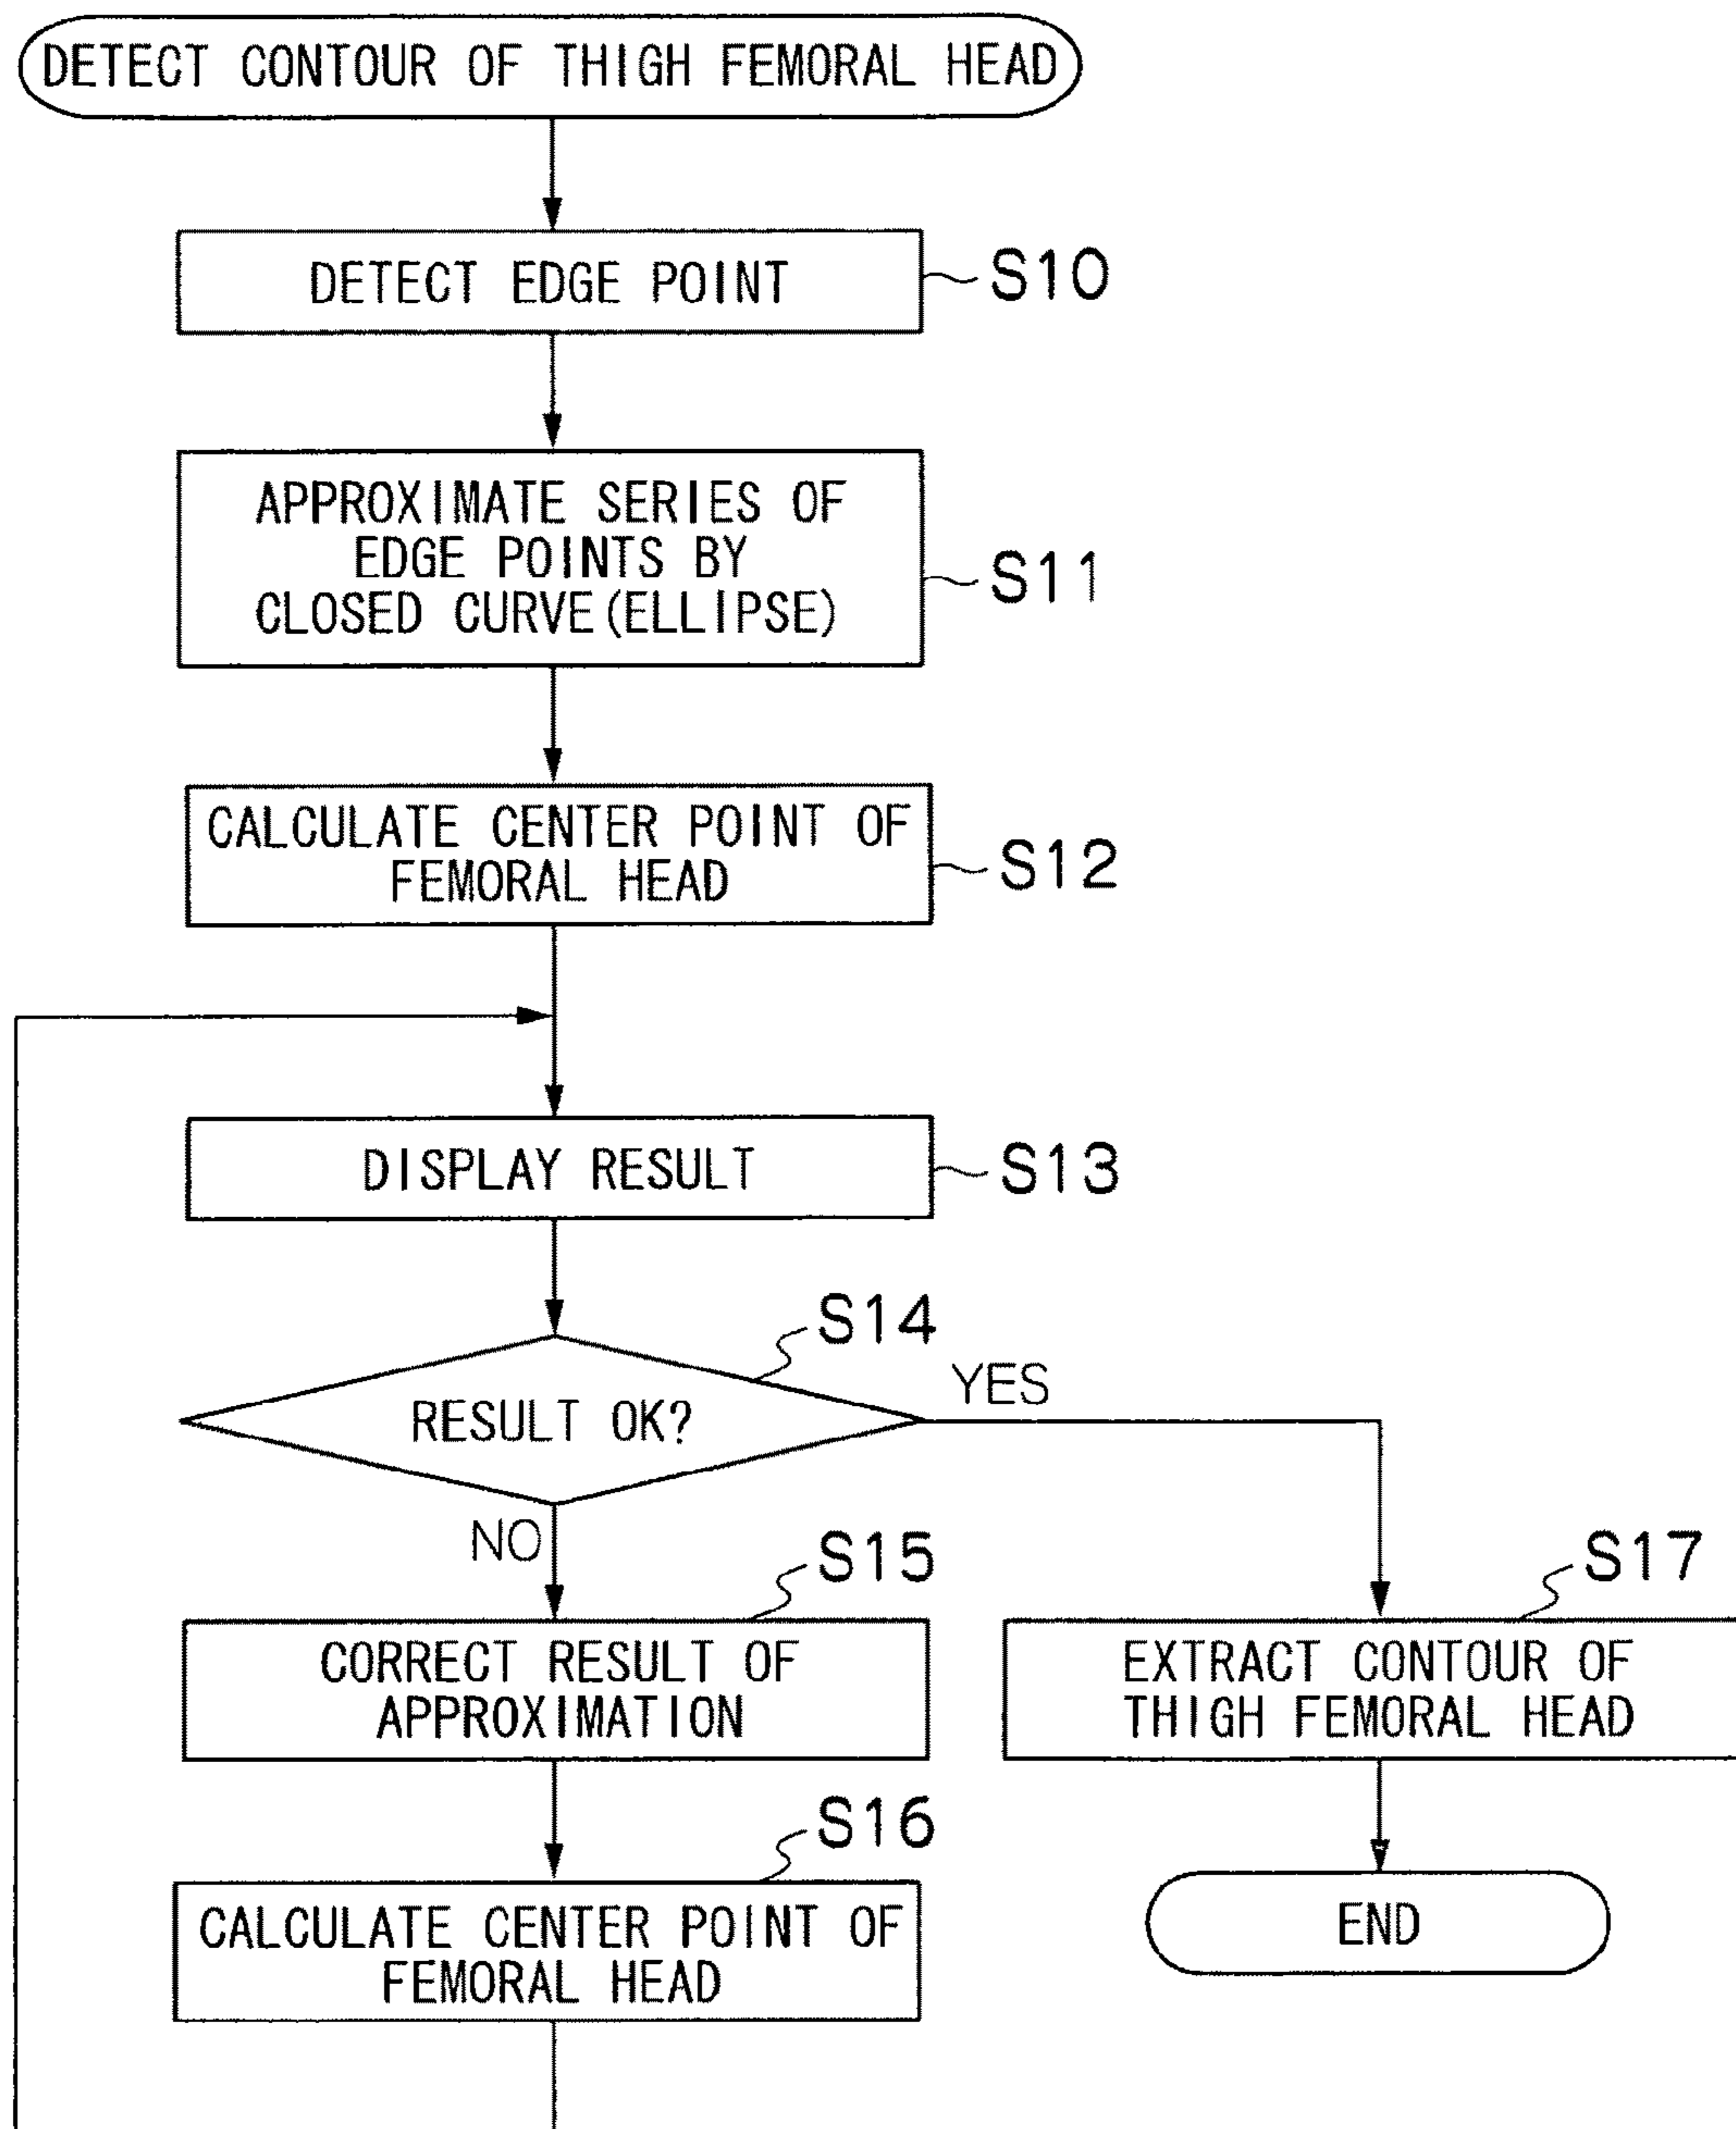 DETECT CONTOUR OF THIGH FEMORAL HEAD
DETECT EDGE POINT
S10
APPROXIMATE SERIES OF
EDGE POINTS BY
CLOSED CURVE(ELLIPSE)
S11
CALCULATE CENTER POINT OF
FEMORAL HEAD
S12
DISPLAY RESULT
S13
S14
RESULT OK?
YES
NO
S15
CORRECT RESULT OF
APPROXIMATION
S17
EXTRACT CONTOUR OF
THIGH FEMORAL HEAD
S16
CALCULATE CENTER POINT OF
FEMORAL HEAD
END